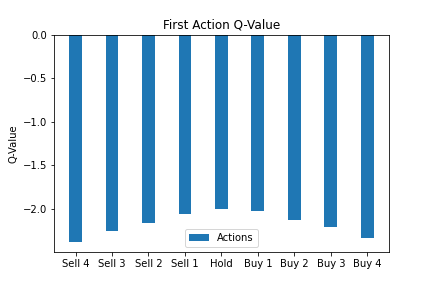 First Action Q-Value
Q-Value
0.0
−0.5
−1.0
−1.5
−2.0
Actions
Sell 4 Sell 3 Sell 2 Sell 1 Hold Buy 1 Buy 2 Buy 3 Buy 4